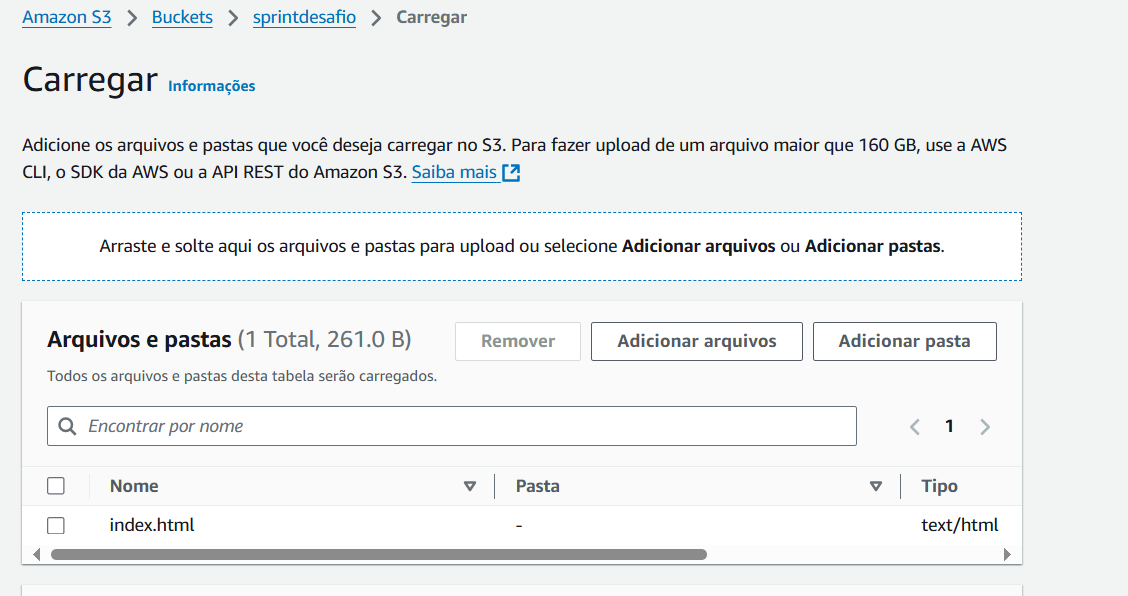 Amazon S3 > Buckets > sprintdesafio > Carregar
Carregar Informações
Adicione os arquivos e pastas que você deseja carregar no S3. Para fazer upload de um arquivo maior que 160 GB, use a AWS
CLI, o SDK da AWS ou a API REST do Amazon S3. Saiba mais
Arraste e solte aqui os arquivos e pastas para upload ou selecione Adicionar arquivos ou Adicionar pastas.
Arquivos e pastas (1 Total, 261.0 B) Remover Adicionar arquivos Adicionar pasta
Todos os arquivos e pastas desta tabela serão carregados.
Encontrar por nome < 1 >
Nome Pasta Tipo
index.html - text/html